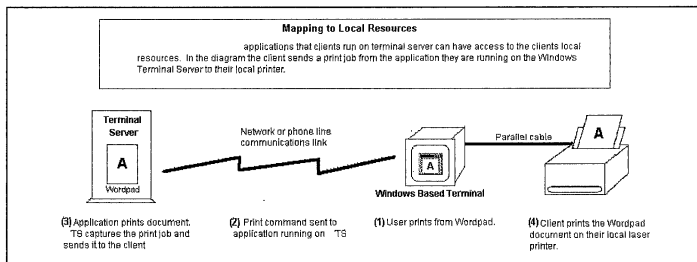 Mapping to Local Resources
applications that clients run on terminal server can have access to the clients local
resources. In the diagram the client sends a print job from the application they are running on the Windows
Terminal Server to their local printer.
Terminal
Server
A
Wordpad
Network or phone line
communications link
A
Windows Based Terminal
Parallel cable
A
(3) Application prints document.
TS captures the print job and
sends it to the client
(2) Print command sent to
application running on TS
(1) User prints from Wordpad.
(4) Client prints the Wordpad
document on their local laser
printer.